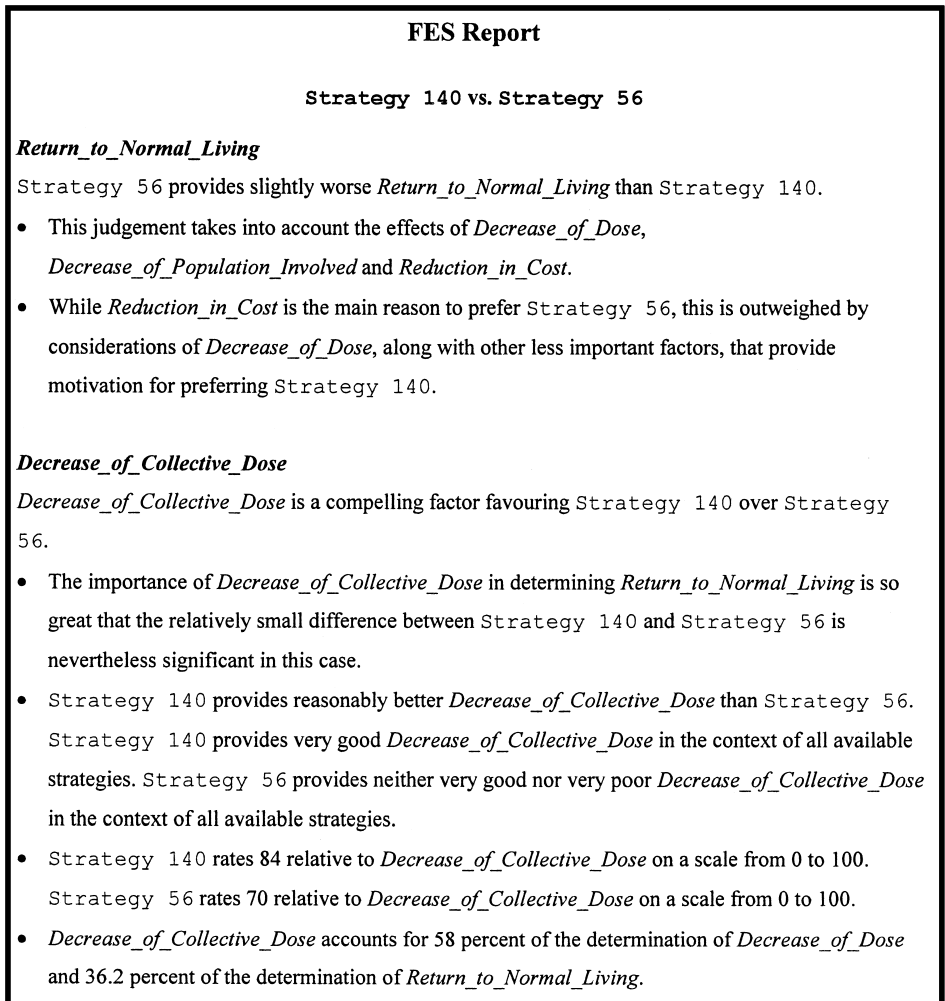 FES Report
Strategy 140 vs. Strategy 56
Return_to_Normal_Living
Strategy 56 provides slightly worse Return_to_Normal_Living than Strategy 140.
• This judgement takes into account the effects of Decrease_of_Dose,
Decrease_of_Population_Involved and Reduction_in_Cost.
• While Reduction_in_Cost is the main reason to prefer Strategy 56, this is outweighed by
considerations of Decrease_of_Dose, along with other less important factors, that provide
motivation for preferring Strategy 140.
Decrease_of_Collective_Dose
Decrease_of_Collective_Dose is a compelling factor favouring Strategy 140 over Strategy
56.
• The importance of Decrease_of_Collective_Dose in determining Return_to_Normal_Living is so
great that the relatively small difference between Strategy 140 and Strategy 56 is
nevertheless significant in this case.
• Strategy 140 provides reasonably better Decrease_of_Collective_Dose than Strategy 56.
Strategy 140 provides very good Decrease_of_Collective_Dose in the context of all available
strategies. Strategy 56 provides neither very good nor very poor Decrease_of_Collective_Dose
in the context of all available strategies.
• Strategy 140 rates 84 relative to Decrease_of_Collective_Dose on a scale from 0 to 100.
Strategy 56 rates 70 relative to Decrease_of_Collective_Dose on a scale from 0 to 100.
• Decrease_of_Collective_Dose accounts for 58 percent of the determination of Decrease_of_Dose
and 36.2 percent of the determination of Return_to_Normal_Living.